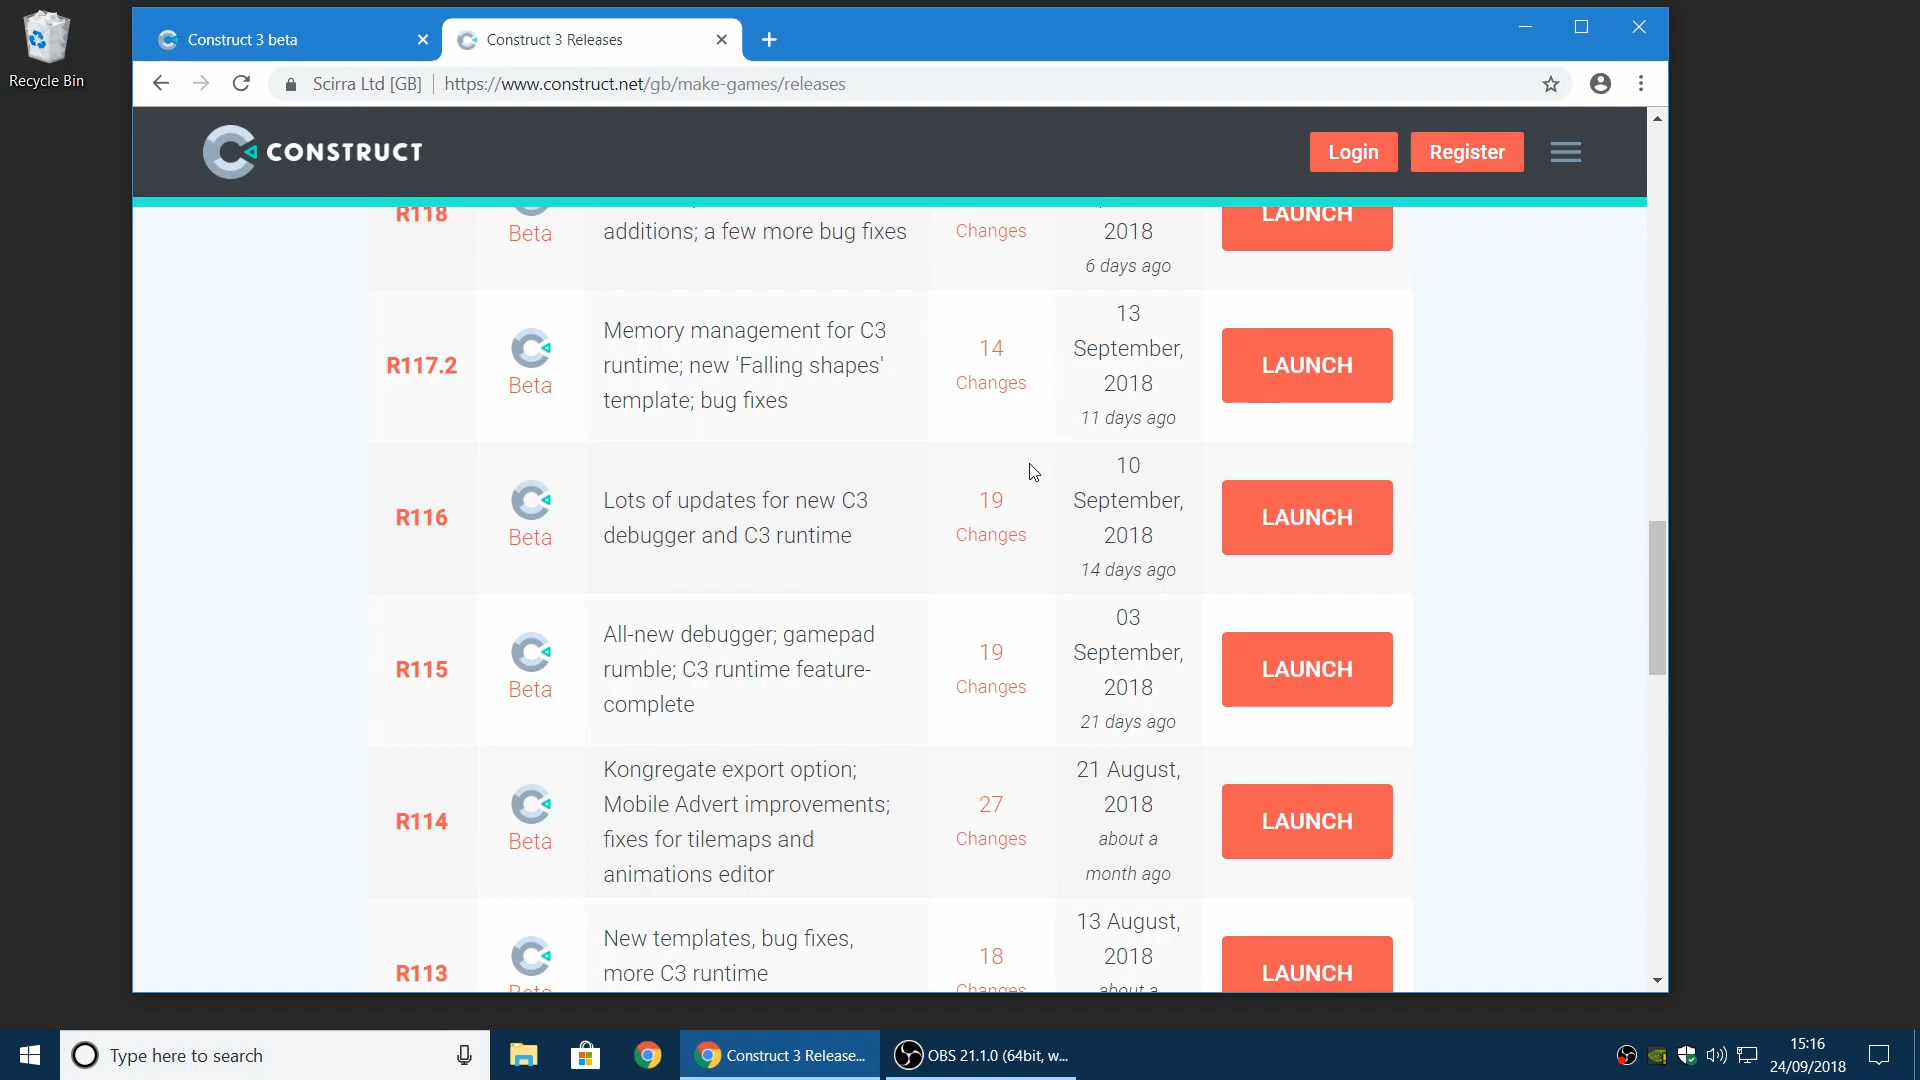 Recycle Bin
Construct 3 beta
Construct 3 Releases
Scirra Ltd [GB]
https://www.construct.net/gb/make-games/releases
CONSTRUCT
Login
Register
R118
Beta
additions; a few more bug fixes
Changes
2018
6 days ago
LAUNCH
R117.2
Beta
Memory management for C3
runtime; new 'Falling shapes'
template; bug fixes
14
Changes
13
September,
2018
11 days ago
LAUNCH
R116
Beta
Lots of updates for new C3
debugger and C3 runtime
19
Changes
10
September,
2018
14 days ago
LAUNCH
R115
Beta
All-new debugger; gamepad
rumble; C3 runtime feature-
complete
19
Changes
03
September,
2018
21 days ago
LAUNCH
R114
Beta
Kongregate export option;
Mobile Advert improvements;
fixes for tilemaps and
animations editor
27
Changes
21 August,
2018
about a
month ago
LAUNCH
R113
Beta
New templates, bug fixes,
more C3 runtime
18
Changes
13 August,
2018
about a
LAUNCH
Type here to search
Construct 3 Release...
OBS 21.1.0 (64bit, w...
15:16
24/09/2018